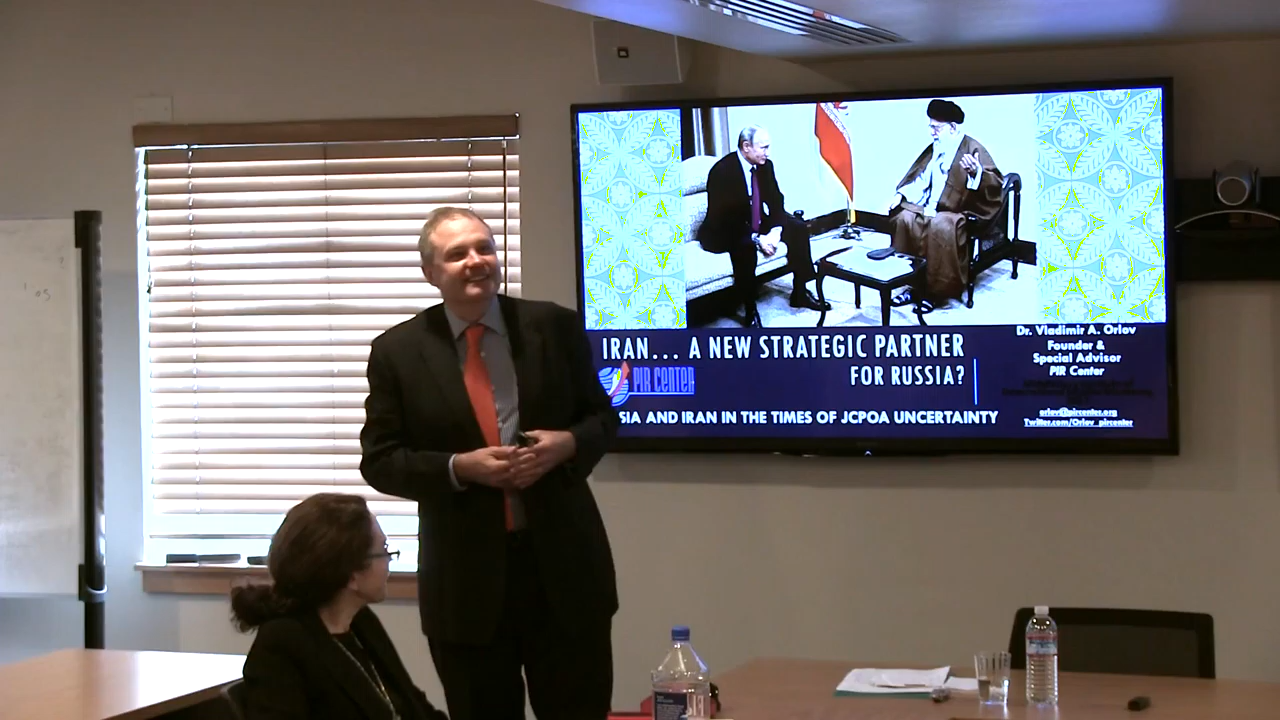 IRAN... A NEW STRATEGIC PARTNER
FOR RUSSIA?
PIR CENTER
SIA AND IRAN IN THE TIMES OF JCPOA UNCERTAINTY
Dr. Vladimir A. Orlov
Founder &
Special Advisor
PIR Center
orlov@pircenter.org
Twitter.com/Orlov_pircenter